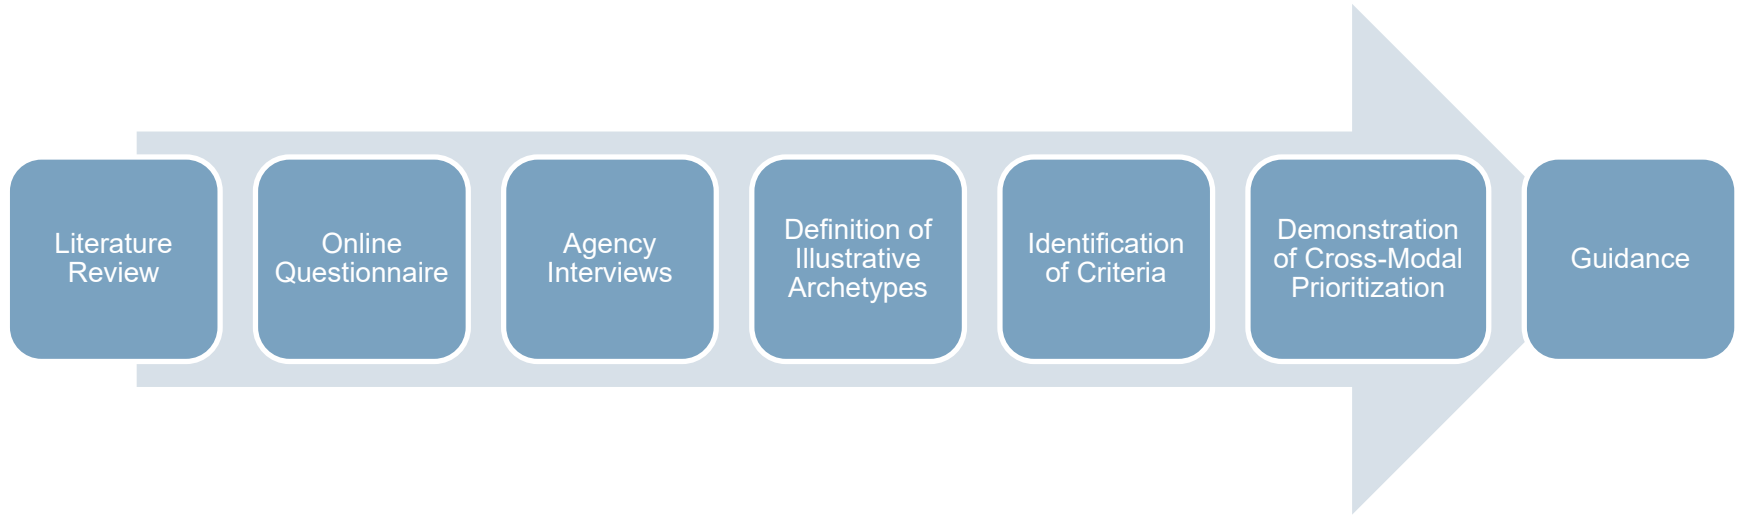 Literature
Review
Online
Questionnaire
Agency
Interviews
Definition of
Illustrative
Archetypes
Identification
of Criteria
Demonstration
of Cross-Modal
Prioritization
Guidance